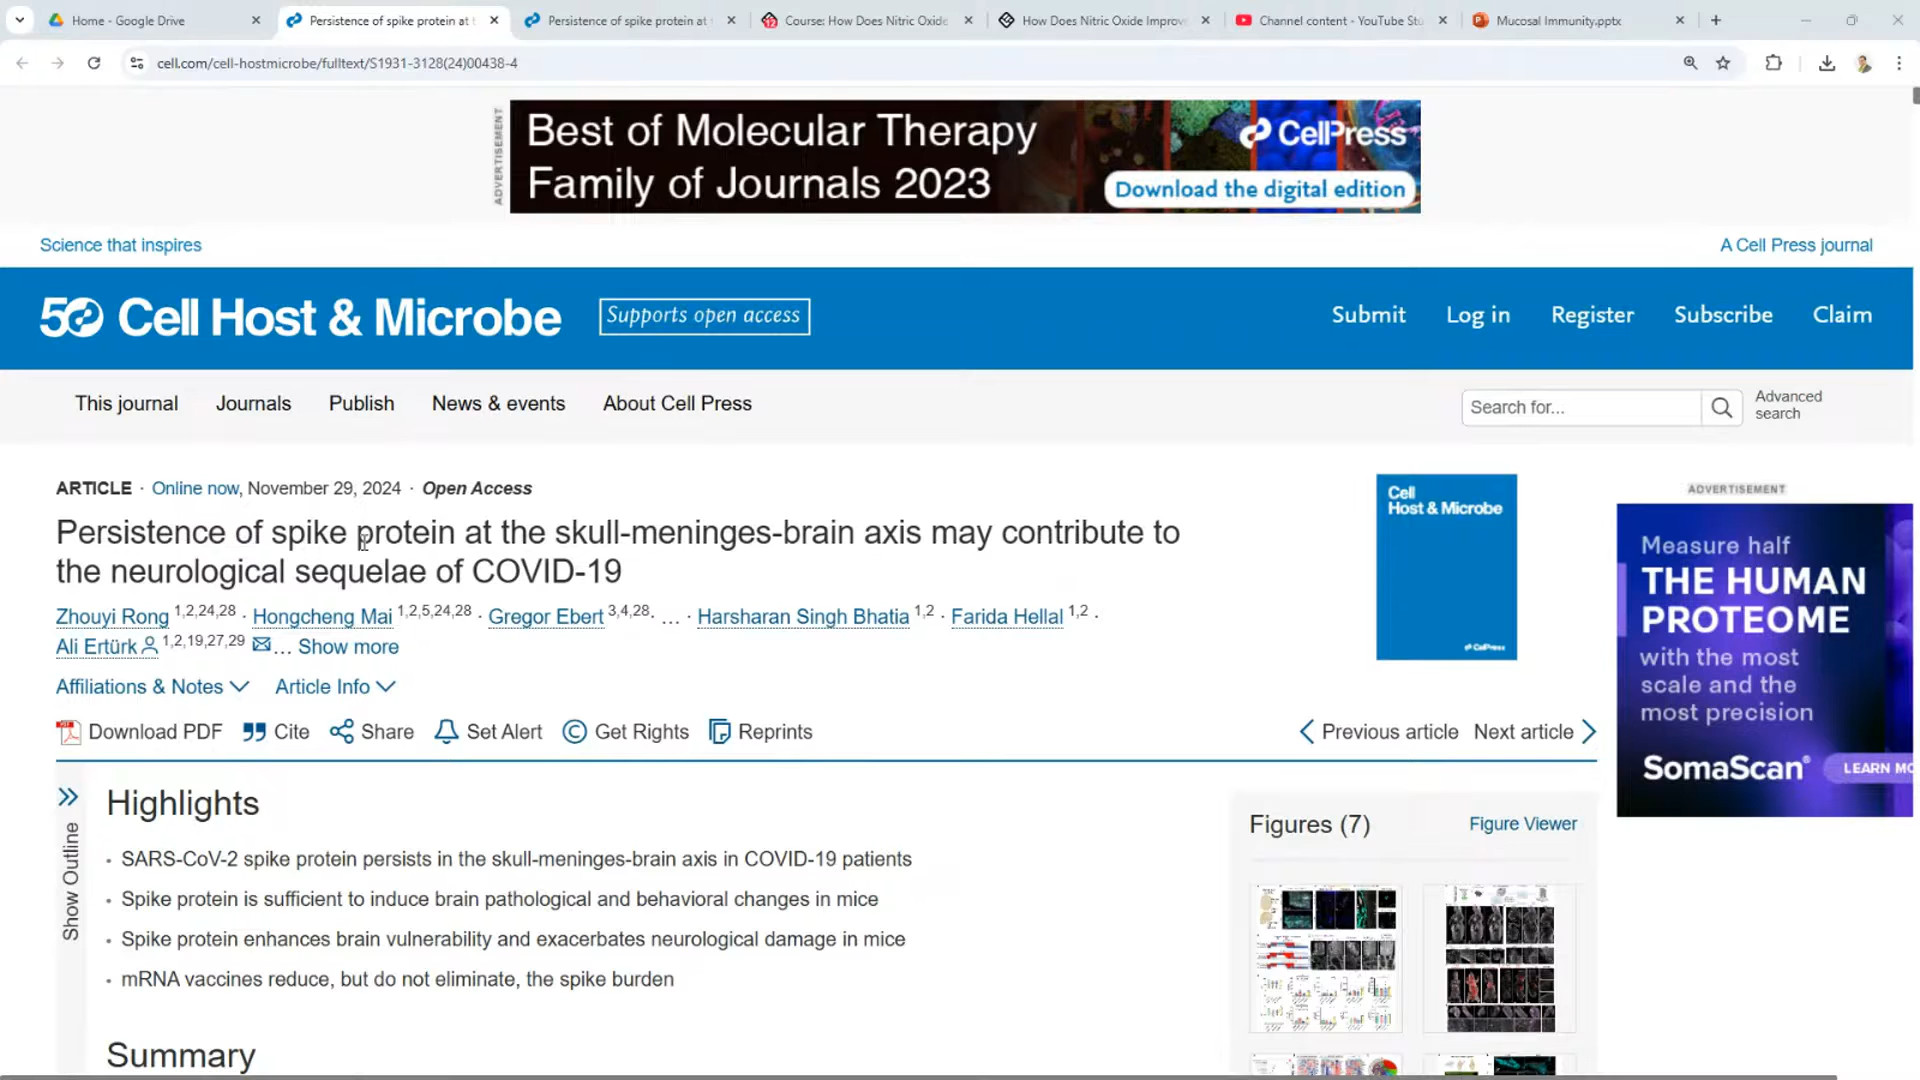 Home - Google Drive
Persistence of spike protein at t
Persistence of spike protein at
Course: How Does Nitric Oxide
How Does Nitric Oxide Improv
Channel content - YouTube Stu
Mucosal Immunity.pptx
cell.com/cell-hostmicrobe/fulltext/S1931-3128(24)00438-4
ADVERTISEMENT
Best of Molecular Therapy
Family of Journals 2023
CellPress
Download the digital edition
Science that inspires
A Cell Press journal
50 Cell Host & Microbe
Supports open access
Submit
Log in
Register
Subscribe
Claim
This journal
Journals
Publish
News & events
About Cell Press
Search for...
Advanced
search
ARTICLE · Online now, November 29, 2024 · Open Access
Persistence of spike protein at the skull-meninges-brain axis may contribute to
the neurological sequelae of COVID-19
Zhouyi Rong 1,2,24,28 · Hongcheng Mai 1,2,5,24,28 · Gregor Ebert 3,4,28 · … · Harsharan Singh Bhatia 1,2 · Farida Hellal 1,2 ·
Ali Ertürk 1,2,19,27,29 … Show more
Affiliations & Notes
Article Info
Download PDF
Cite
Share
Set Alert
Get Rights
Reprints
Previous article
Next article
Cell
Host & Microbe
CellPress
ADVERTISEMENT
Measure half
THE HUMAN
PROTEOME
with the most
scale and the
most precision
SomaScan®
LEARN MO
Show Outline
Highlights
• SARS-CoV-2 spike protein persists in the skull-meninges-brain axis in COVID-19 patients
• Spike protein is sufficient to induce brain pathological and behavioral changes in mice
• Spike protein enhances brain vulnerability and exacerbates neurological damage in mice
• mRNA vaccines reduce, but do not eliminate, the spike burden
Summary
Figures (7)
Figure Viewer